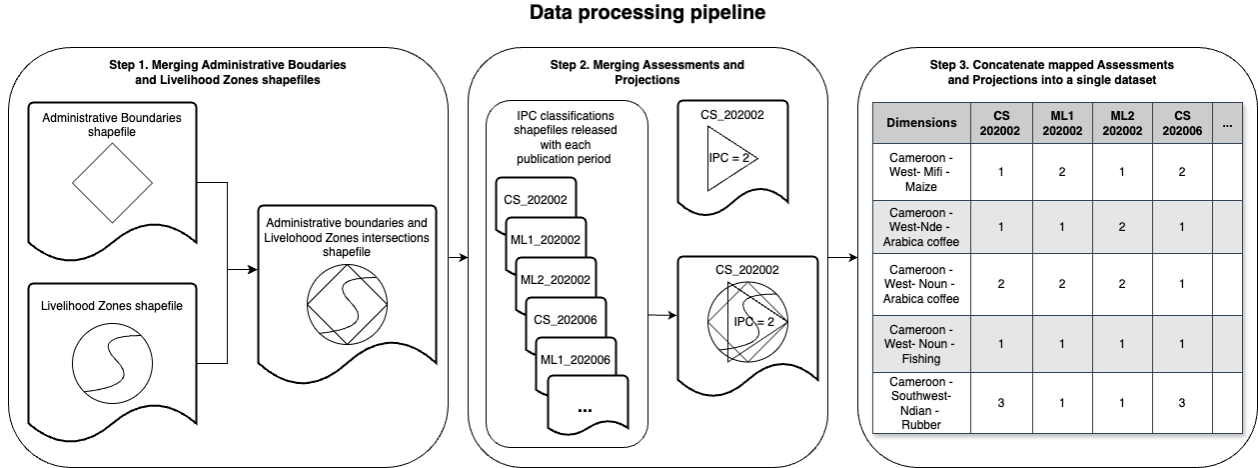 Data processing pipeline
Step 1. Merging Administrative Boudaries
and Livelihood Zones shapefiles
Administrative Boundaries
shapefile
Livelihood Zones shapefile
Administrative boundaries and
Livelohood Zones intersections
shapefile
Step 2. Merging Assessments and
Projections
IPC classifications
shapefiles released
with each
publication period
CS_202002
ML1_202002
ML2_202002
CS_202006
ML1_202006
...
CS_202002
IPC = 2
CS_202002
IPC = 2
Step 3. Concatenate mapped Assessments
and Projections into a single dataset
Dimensions
CS
202002
ML1
202002
ML2
202002
CS
202006
...
Cameroon -
West- Mifi -
Maize
1 2 1 2
Cameroon -
West-Nde -
Arabica coffee
1 1 2 1
Cameroon -
West- Noun -
Arabica coffee
2 2 2 1
Cameroon -
West- Noun -
Fishing
1 1 1 1
Cameroon -
Southwest-
Ndian -
Rubber
3 1 1 3